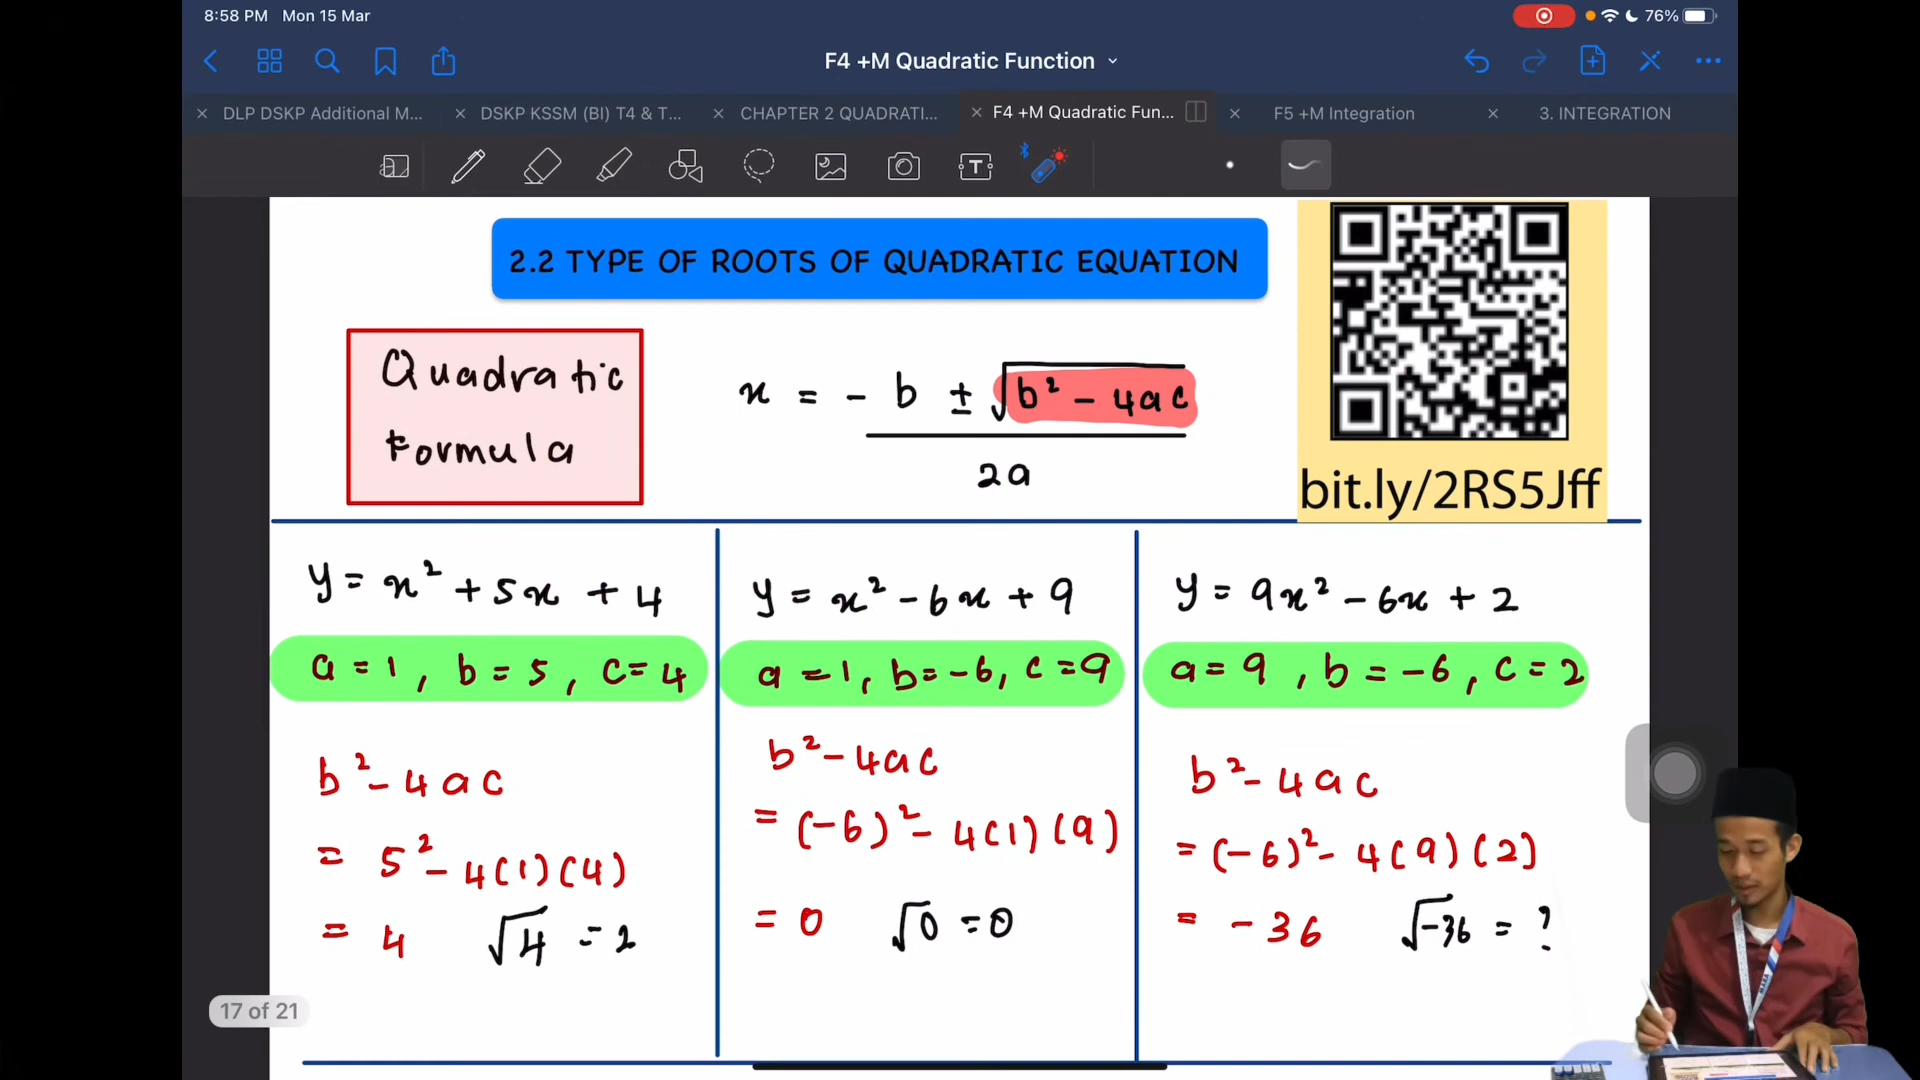 8:58 PM Mon 15 Mar
76%
F4 +M Quadratic Function
DLP DSKP Additional M...
DSKP KSSM (BI) T4 & T...
CHAPTER 2 QUADRATI...
F4 +M Quadratic Fun...
F5 +M Integration
3. INTEGRATION
2.2 TYPE OF ROOTS OF QUADRATIC EQUATION
Quadratic
Formula
x = - b ± √b² - 4ac
2a
bit.ly/2RS5Jff
y = x² + 5x + 4
a = 1, b = 5, c = 4
b² - 4ac
= 5² - 4(1)(4)
= 4 √4 = 2
y = x² - 6x + 9
a = 1, b = -6, c = 9
b² - 4ac
= (-6)² - 4(1)(9)
= 0 √0 = 0
y = 9x² - 6x + 2
a = 9, b = -6, c = 2
b² - 4ac
= (-6)² - 4(9)(2)
= -36 √-36 = ?
17 of 21